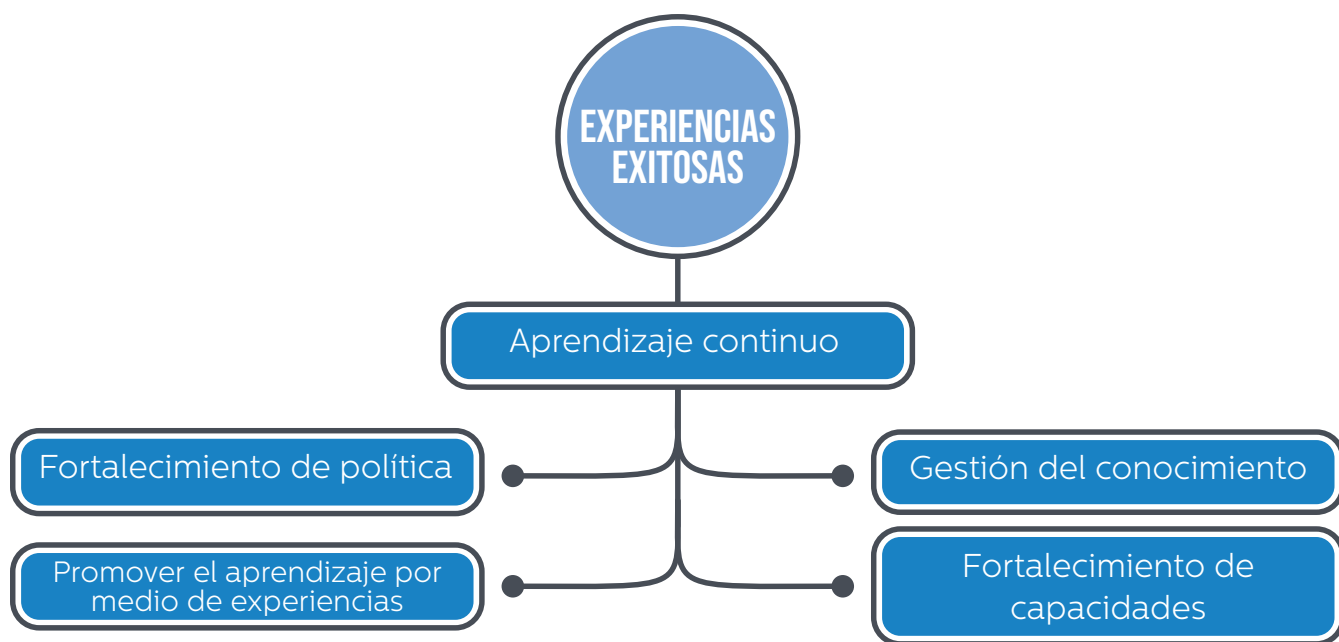 EXPERIENCIAS
EXITOSAS
Aprendizaje continuo
Fortalecimiento de política
Gestión del conocimiento
Promover el aprendizaje por
medio de experiencias
Fortalecimiento de
capacidades